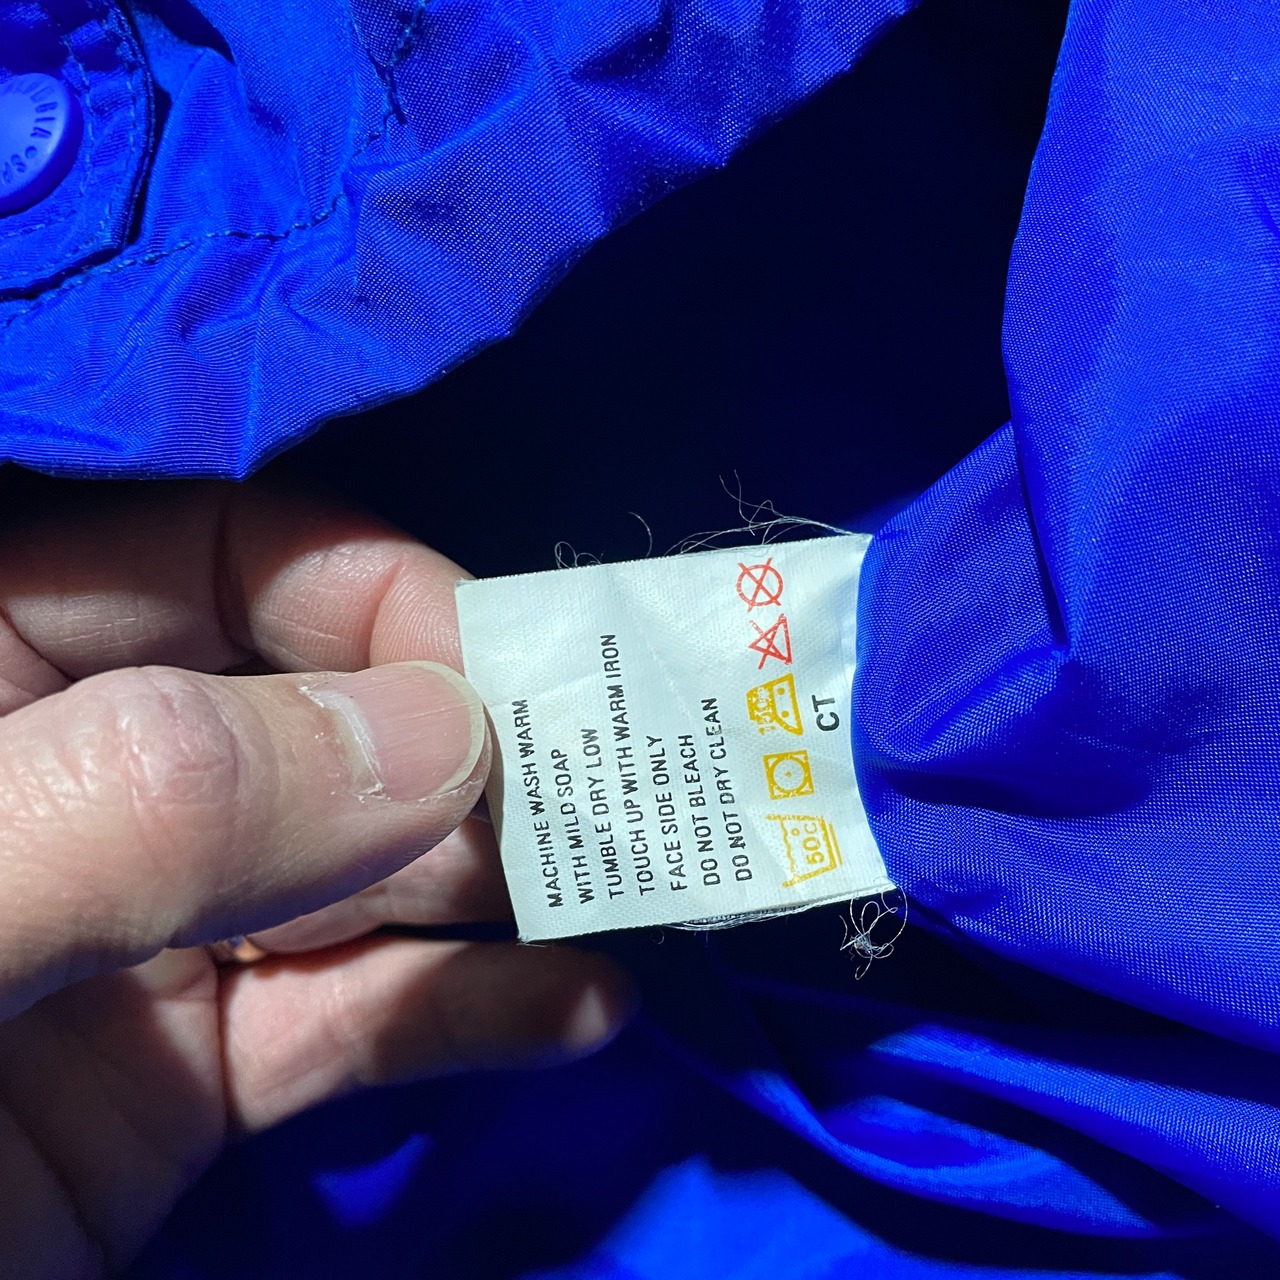 MACHINE WASH WARM
WITH MILD SOAP
TUMBLE DRY LOW
TOUCH UP WITH WARM IRON
FACE SIDE ONLY
DO NOT BLEACH
DO NOT DRY CLEAN
50C
CT